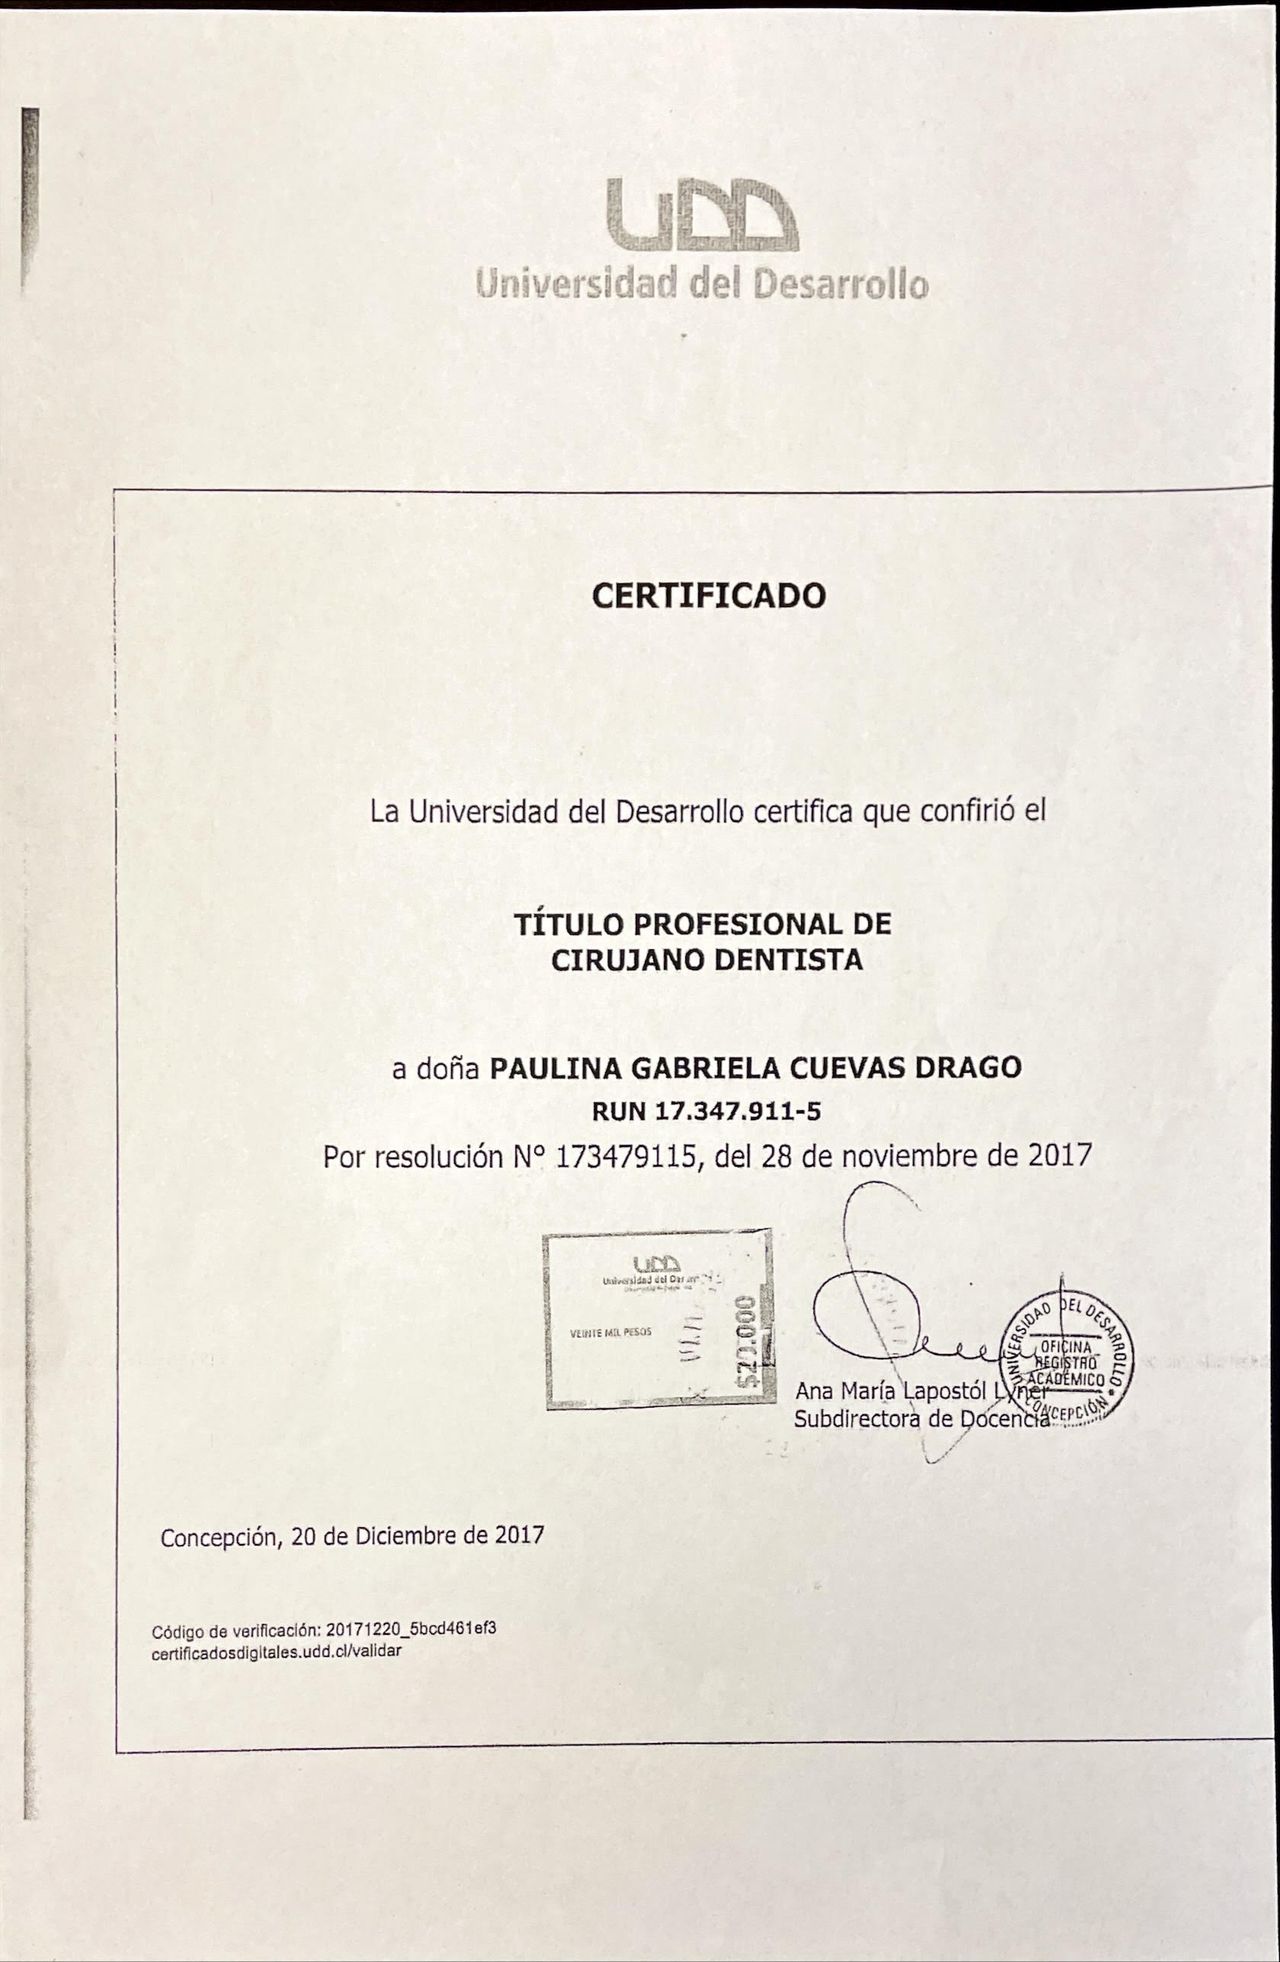 UDD
Universidad del Desarrollo
CERTIFICADO
La Universidad del Desarrollo certifica que confirió el
TÍTULO PROFESIONAL DE
CIRUJANO DENTISTA
a doña PAULINA GABRIELA CUEVAS DRAGO
RUN 17.347.911-5
Por resolución Nº 173479115, del 28 de noviembre de 2017
UDD
Universidad del
VEINTE MIL PESOS
$20.000
UNIVERSIDAD DEL DESARROLLO
OFICINA
REGISTRO
ACADÉMICO
CONCEPCIÓN
Ana María Lapostól Lyner
Subdirectora de Docencia
Concepción, 20 de Diciembre de 2017
Código de verificación: 20171220_5bcd461ef3
certificadosdigitales.udd.cl/validar